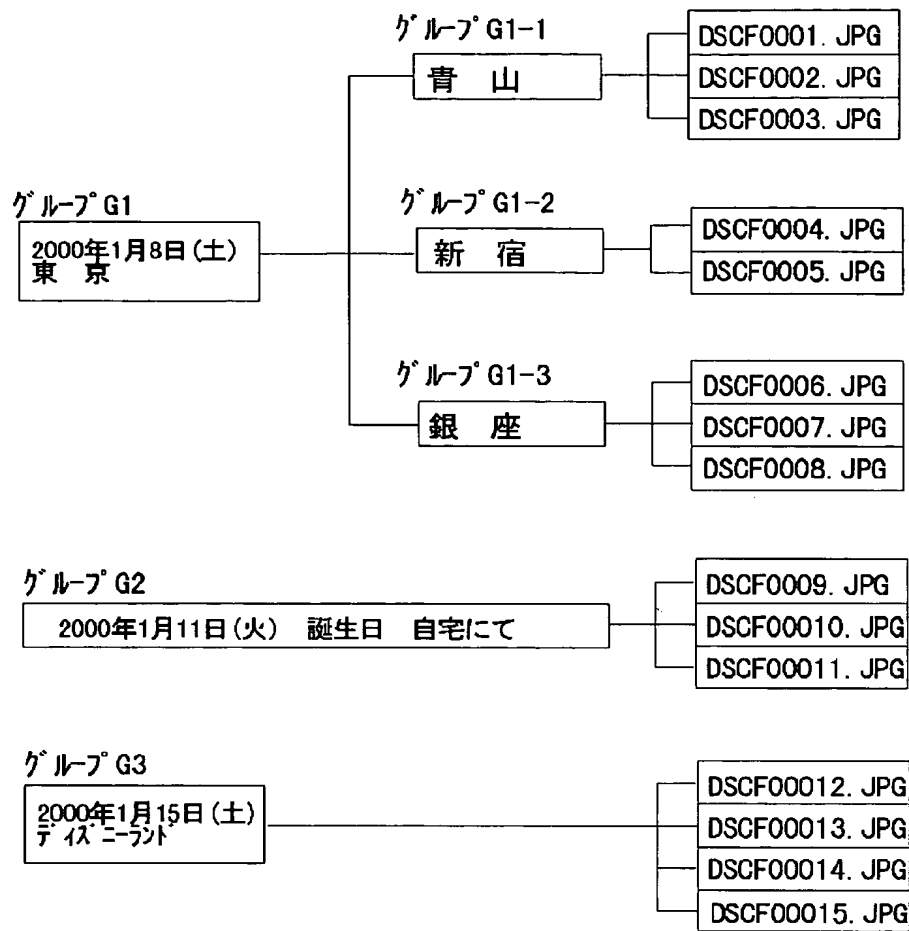 グループG1-1
青 山
DSCF0001. JPG
DSCF0002. JPG
DSCF0003. JPG
グループG1
2000年1月8日(土)
東 京
グループG1-2
新 宿
DSCF0004. JPG
DSCF0005. JPG
グループG1-3
銀 座
DSCF0006. JPG
DSCF0007. JPG
DSCF0008. JPG
グループG2
2000年1月11日(火) 誕生日 自宅にて
DSCF0009. JPG
DSCF00010. JPG
DSCF00011. JPG
グループG3
2000年1月15日(土)
ディズニーランド
DSCF00012. JPG
DSCF00013. JPG
DSCF00014. JPG
DSCF00015. JPG